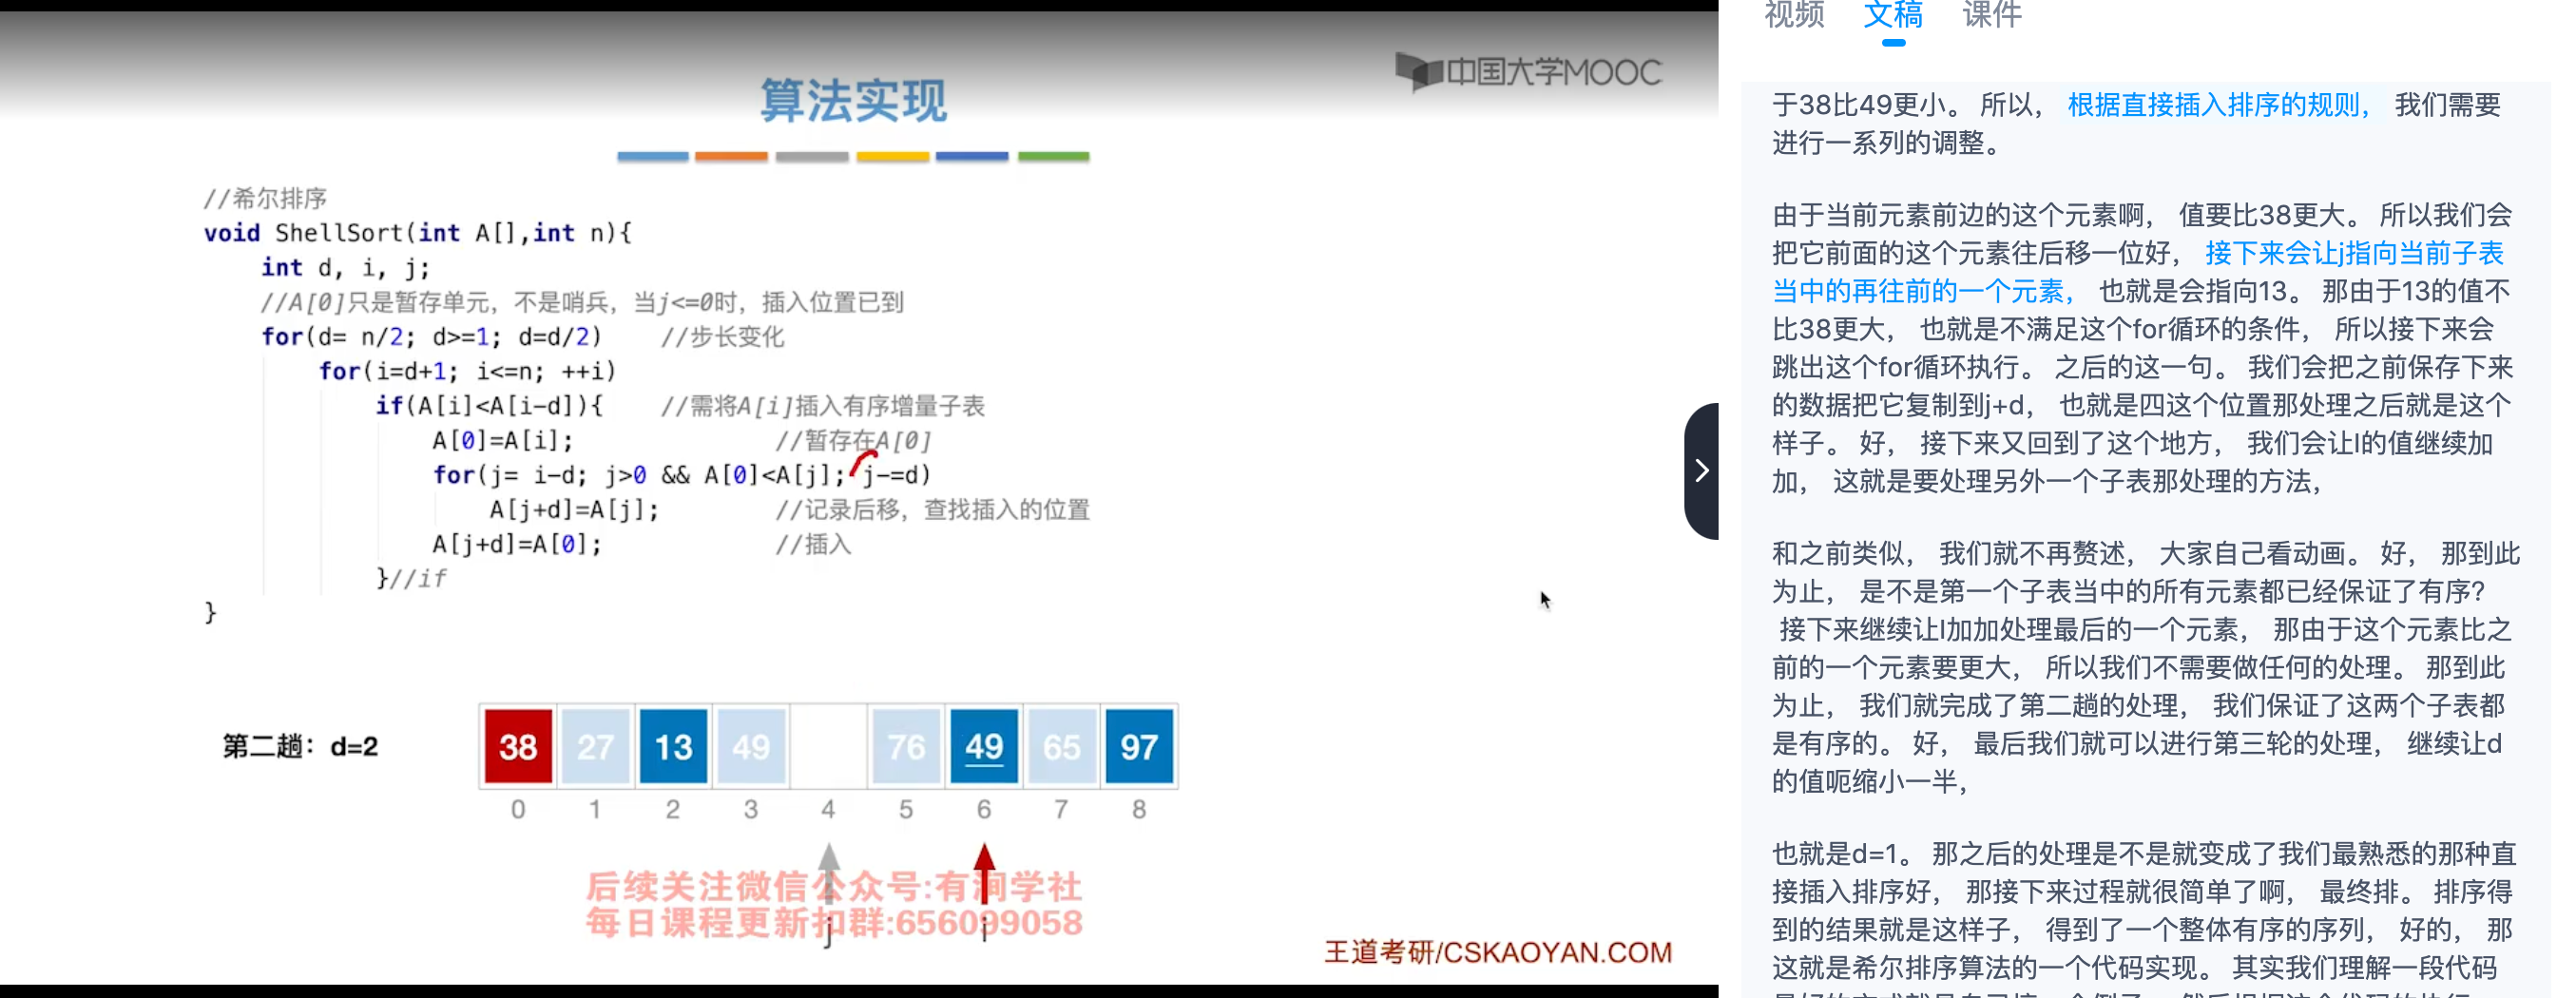 中国大学MOOC
算法实现
//希尔排序
void ShellSort(int A[],int n){
int d, i, j;
//A[0]只是暂存单元，不是哨兵，当j<=0时，插入位置已到
for(d= n/2; d>=1; d=d/2) //步长变化
for(i=d+1; i<=n; ++i)
if(A[i]<A[i-d]){ //需将A[i]插入有序增量子表
A[0]=A[i]; //暂存在A[0]
for(j= i-d; j>0 && A[0]<A[j]; j-=d)
A[j+d]=A[j]; //记录后移，查找插入的位置
A[j+d]=A[0]; //插入
}//if
}
第二趟：d=2
38 27 13 49 76 49 65 97
0 1 2 3 4 5 6 7 8
后续关注微信公众号:有涧学社
每日课程更新扣群:656099058
j i
王道考研/CSKAOYAN.COM
视频 文稿 课件
于38比49更小。 所以， 根据直接插入排序的规则， 我们需要
进行一系列的调整。
由于当前元素前边的这个元素啊， 值要比38更大。 所以我们会
把它前面的这个元素往后移一位好， 接下来会让j指向当前子表
当中的再往前的一个元素， 也就是会指向13。 那由于13的值不
比38更大， 也就是不满足这个for循环的条件， 所以接下来会
跳出这个for循环执行。 之后的这一句。 我们会把之前保存下来
的数据把它复制到j+d， 也就是四这个位置那处理之后就是这个
样子。 好， 接下来又回到了这个地方， 我们会让I的值继续加
加， 这就是要处理另外一个子表那处理的方法，
和之前类似， 我们就不再赘述， 大家自己看动画。 好， 那到此
为止， 是不是第一个子表当中的所有元素都已经保证了有序？
接下来继续让I加加处理最后的一个元素， 那由于这个元素比之
前的一个元素要更大， 所以我们不需要做任何的处理。 那到此
为止， 我们就完成了第二趟的处理， 我们保证了这两个子表都
是有序的。 好， 最后我们就可以进行第三轮的处理， 继续让d
的值呃缩小一半，
也就是d=1。 那之后的处理是不是就变成了我们最熟悉的那种直
接插入排序好， 那接下来过程就很简单了啊， 最终排。 排序得
到的结果就是这样子， 得到了一个整体有序的序列， 好的， 那
这就是希尔排序算法的一个代码实现。 其实我们理解一段代码